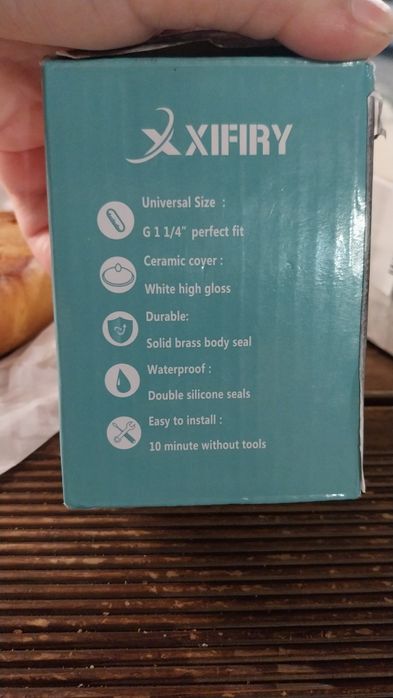 XIFIRY
Universal Size :
G 1 1/4" perfect fit
Ceramic cover :
White high gloss
Durable:
Solid brass body seal
Waterproof :
Double silicone seals
Easy to install :
10 minute without tools